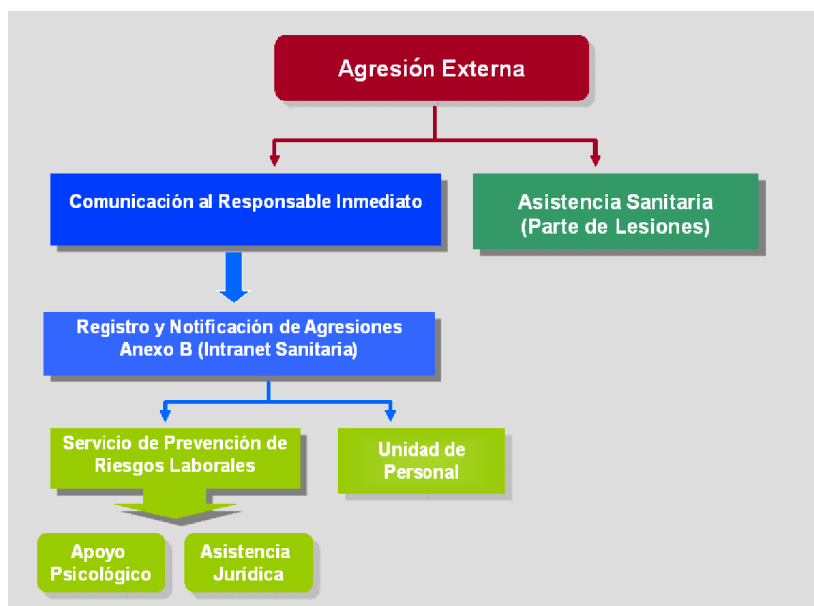 Agresión Externa
Comunicación al Responsable Inmediato
Asistencia Sanitaria
(Parte de Lesiones)
Registro y Notificación de Agresiones
Anexo B (Intranet Sanitaria)
Servicio de Prevención de
Riesgos Laborales
Unidad de
Personal
Apoyo
Psicológico
Asistencia
Jurídica